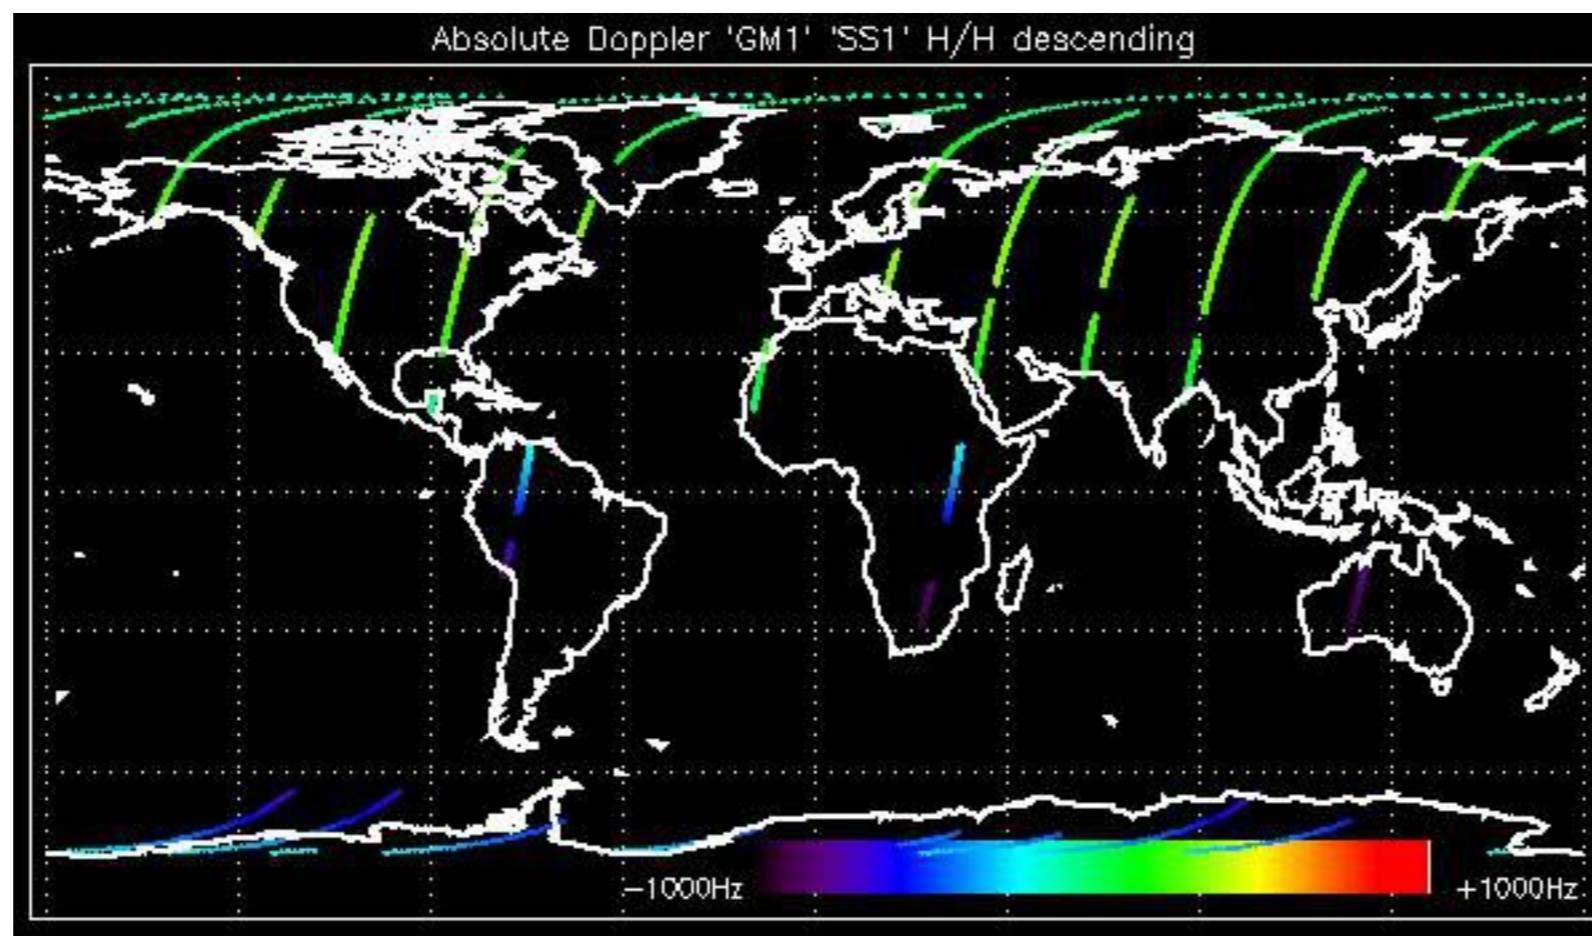 Absolute Doppler 'GM1' 'SS1' H/H descending
-1000Hz
+1000Hz